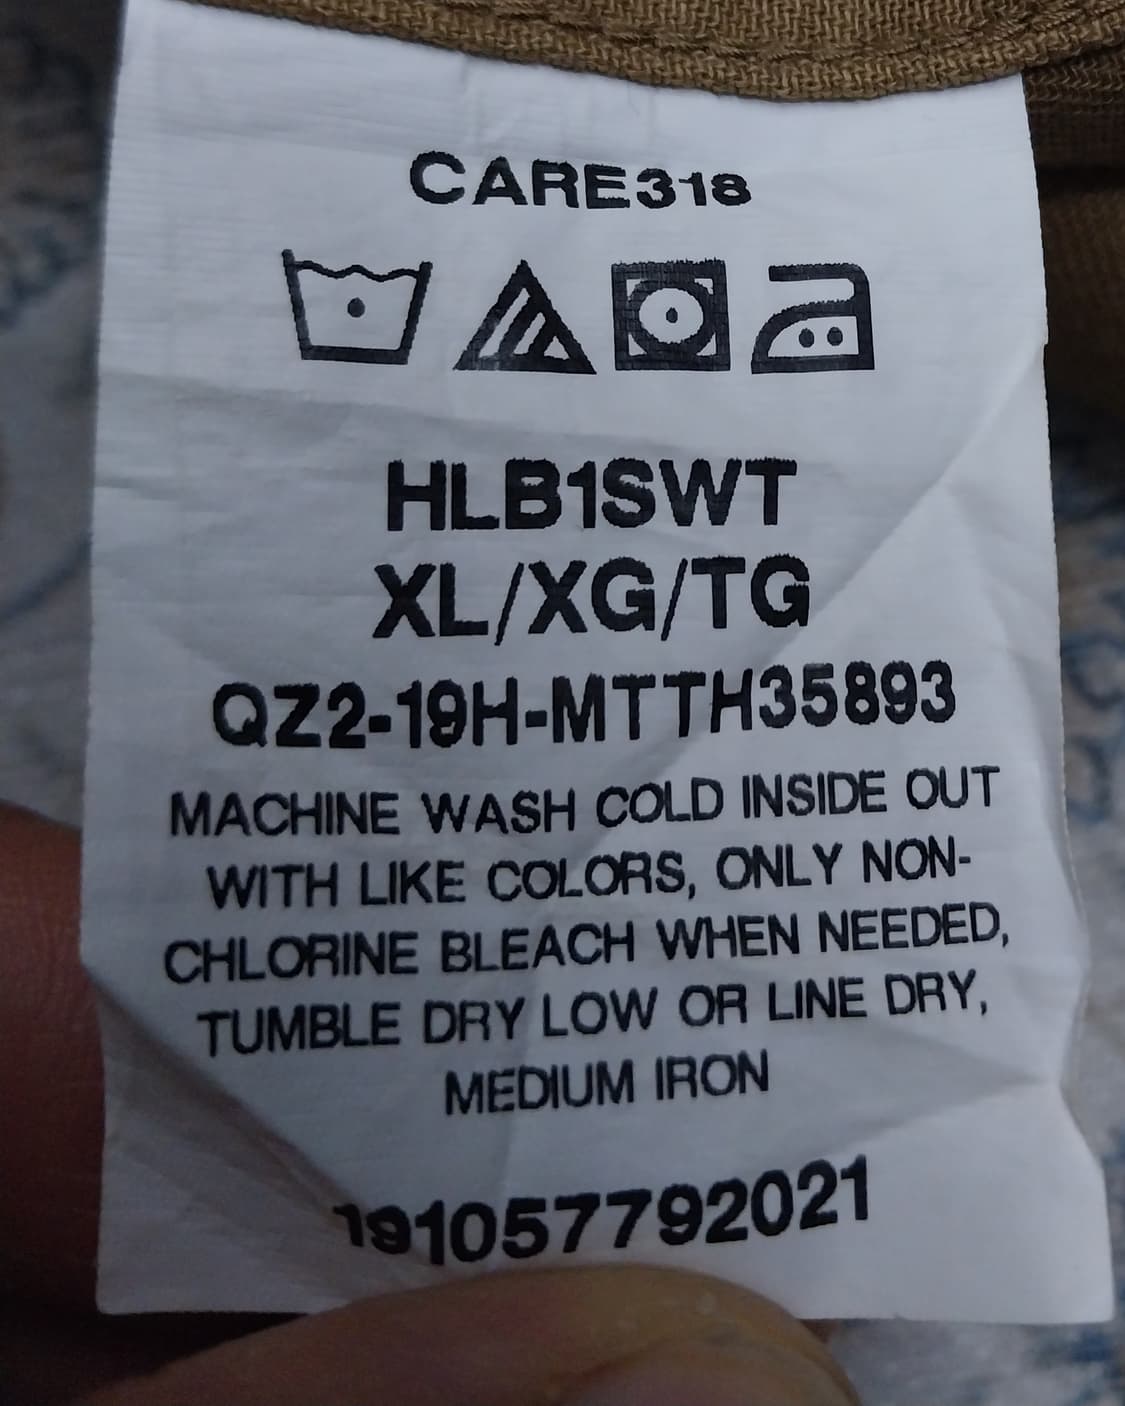 CARE318
HLB1SWT
XL/XG/TG
QZ2-19H-MTTH35893
MACHINE WASH COLD INSIDE OUT
WITH LIKE COLORS, ONLY NON-
CHLORINE BLEACH WHEN NEEDED,
TUMBLE DRY LOW OR LINE DRY,
MEDIUM IRON
191057792021